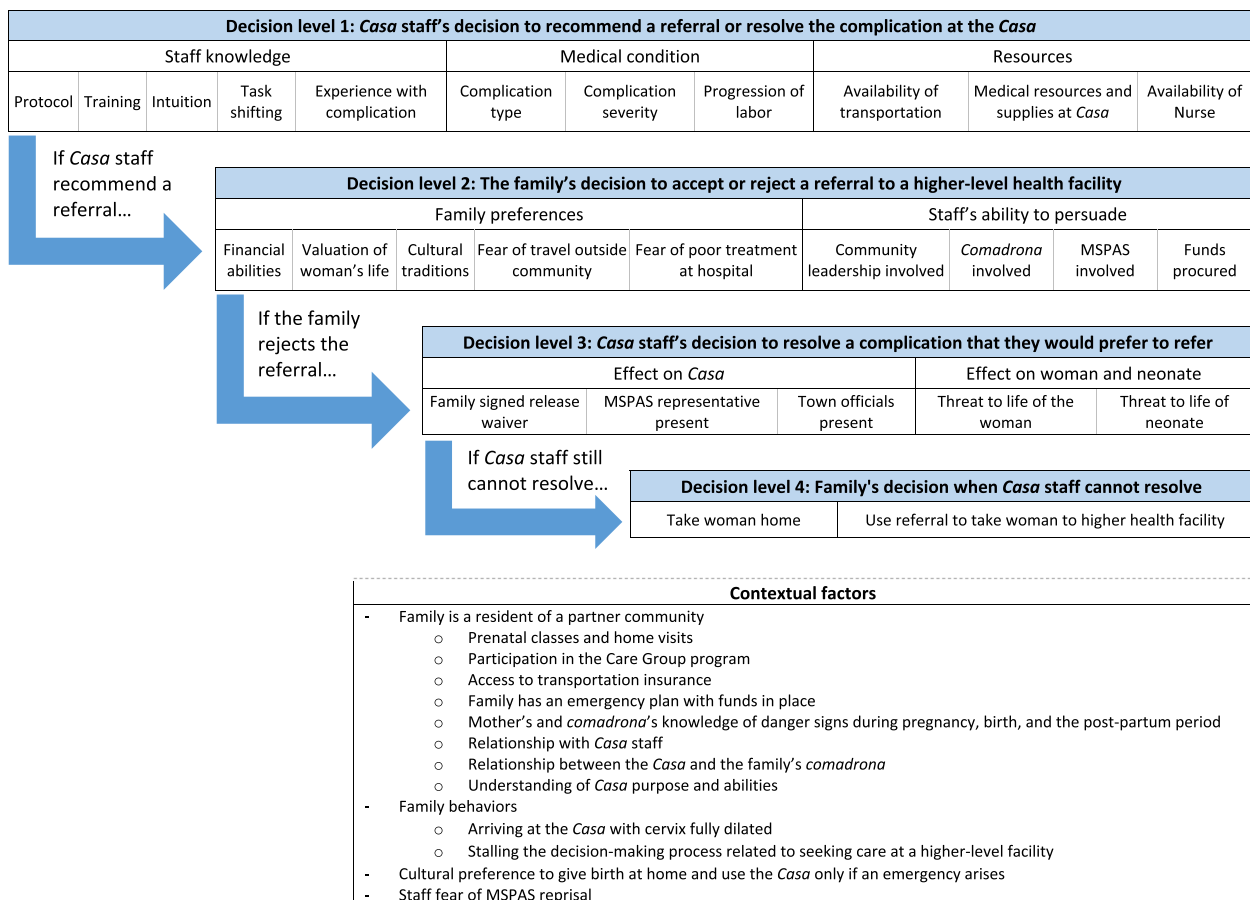 Decision level 1: Casa staff’s decision to recommend a referral or resolve the complication at the Casa
Staff knowledge
Medical condition
Resources
Protocol
Training
Intuition
Task
shifting
Experience with
complication
Complication
type
Complication
severity
Progression of
labor
Availability of
transportation
Medical resources and
supplies at Casa
Availability of
Nurse
If Casa staff
recommend a
referral…
Decision level 2: The family’s decision to accept or reject a referral to a higher-level health facility
Family preferences
Staff’s ability to persuade
Financial
abilities
Valuation of
woman’s life
Cultural
traditions
Fear of travel outside
community
Fear of poor treatment
at hospital
Community
leadership involved
Comadrona
involved
MSPAS
involved
Funds
procured
If the family
rejects the
referral…
Decision level 3: Casa staff’s decision to resolve a complication that they would prefer to refer
Effect on Casa
Effect on woman and neonate
Family signed release
waiver
MSPAS representative
present
Town officials
present
Threat to life of the
woman
Threat to life of
neonate
If Casa staff still
cannot resolve…
Decision level 4: Family's decision when Casa staff cannot resolve
Take woman home
Use referral to take woman to higher health facility
Contextual factors
- Family is a resident of a partner community
o Prenatal classes and home visits
o Participation in the Care Group program
o Access to transportation insurance
o Family has an emergency plan with funds in place
o Mother’s and comadrona’s knowledge of danger signs during pregnancy, birth, and the post-partum period
o Relationship with Casa staff
o Relationship between the Casa and the family’s comadrona
o Understanding of Casa purpose and abilities
- Family behaviors
o Arriving at the Casa with cervix fully dilated
o Stalling the decision-making process related to seeking care at a higher-level facility
- Cultural preference to give birth at home and use the Casa only if an emergency arises
- Staff fear of MSPAS reprisal